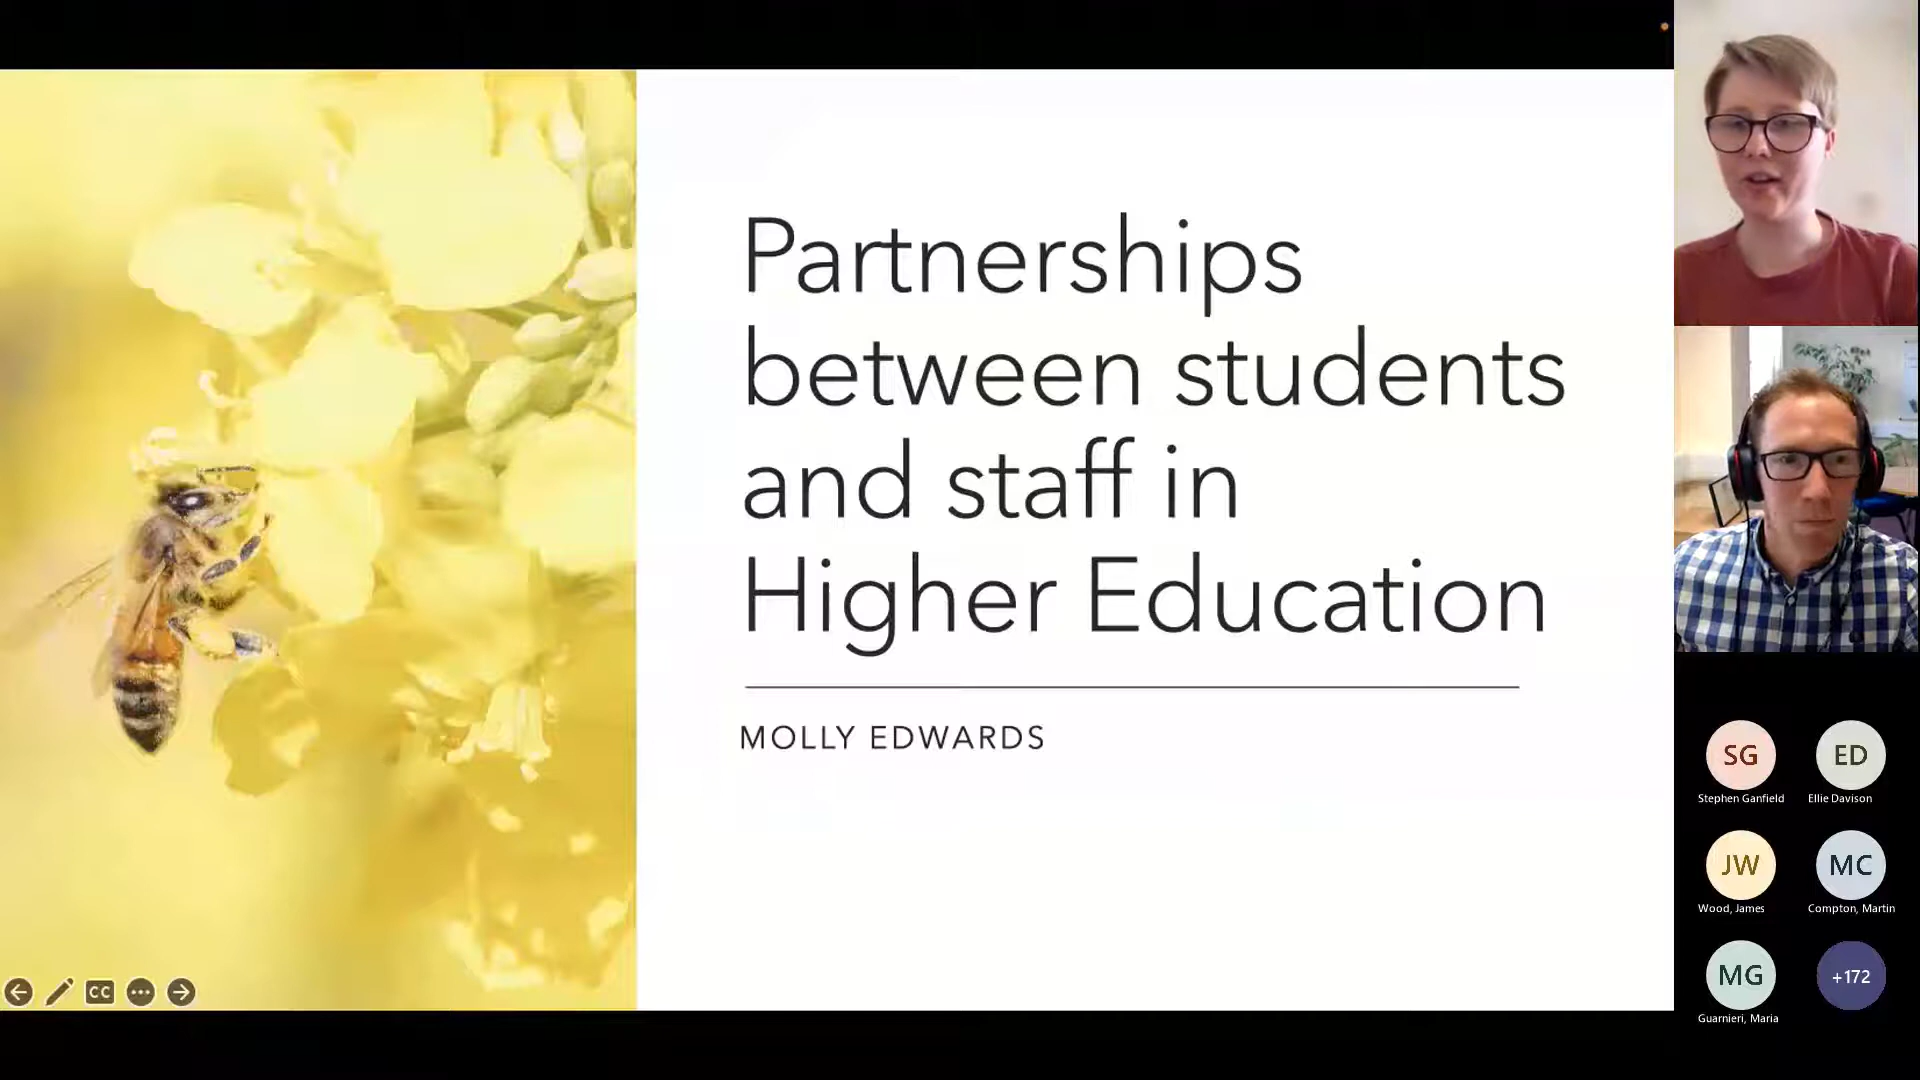 Partnerships
between students
and staff in
Higher Education
MOLLY EDWARDS
CC
SG
ED
Stephen Ganfield
Ellie Davison
JW
MC
Wood, James
Compton, Martin
MG
+172
Guarnieri, Maria